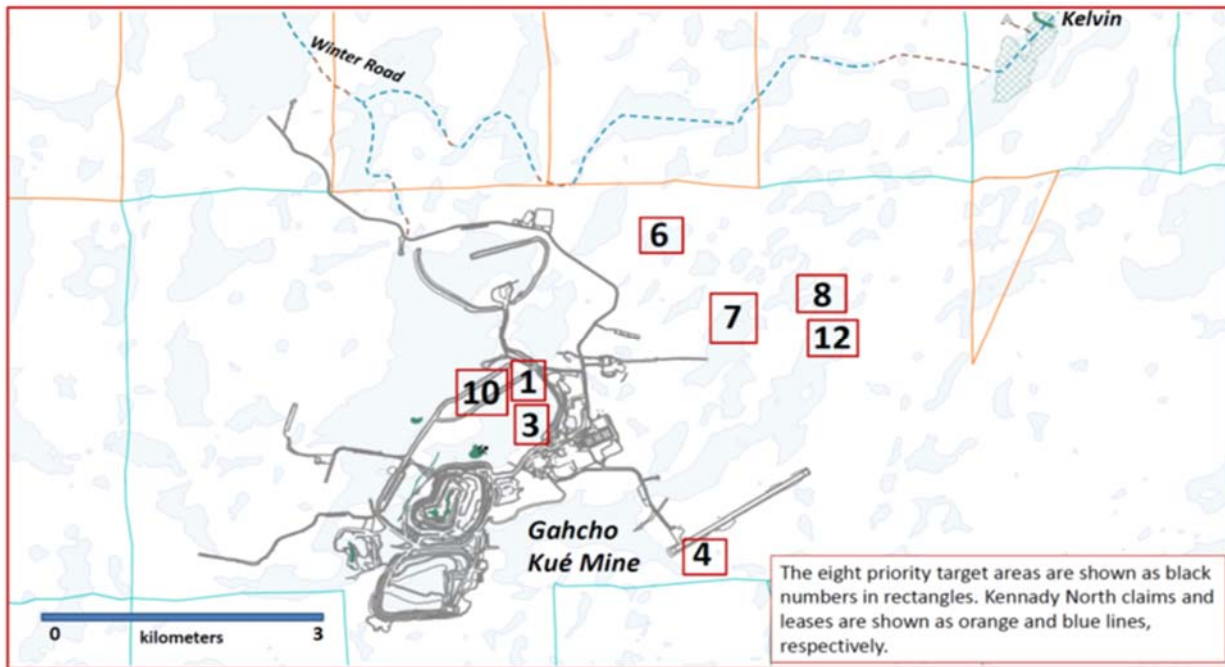 Kelvin
Winter Road
6
8
7
12
1
10
3
Gahcho
Kué Mine
4
The eight priority target areas are shown as black
numbers in rectangles. Kennady North claims and
leases are shown as orange and blue lines,
respectively.
0 kilometers 3